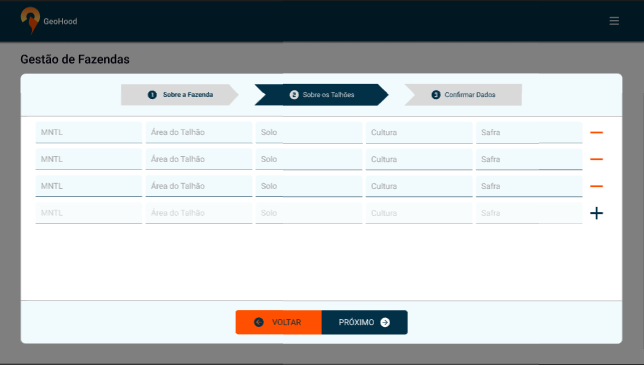 GeoHood
Gestão de Fazendas
1 Sobre a Fazenda 2 Sobre os Talhões 3 Confirmar Dados
MNTL Área do Talhão Solo Cultura Safra
MNTL Área do Talhão Solo Cultura Safra
MNTL Área do Talhão Solo Cultura Safra
MNTL Área do Talhão Solo Cultura Safra
VOLTAR PRÓXIMO